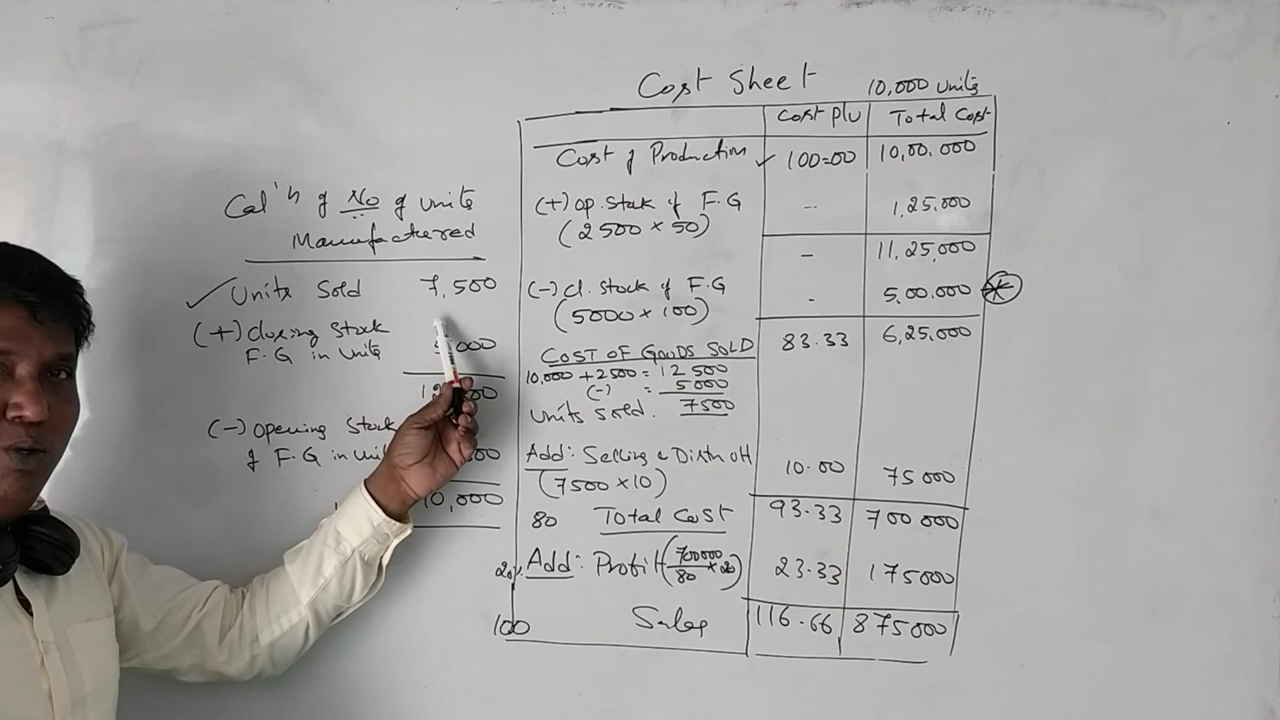 Cost Sheet 10,000 units
Cost p/u Total Cost
Cost of Production ✓ 100=00 10,00,000
(+) op. Stock of F.G -- 1,25,000
(2500 × 50)
- 11,25,000
(-) cl. Stock of F.G - 5,00,000
(5000 × 100)
COST OF GOODS SOLD 83.33 6,25,000
10,000 + 2500 = 12 500
(-) = 5000
units sold. 7500
Add: Selling & Distn oH 10.00 75000
(7500 × 10)
80 Total Cost 93.33 700000
20% Add: Profit (700000/80 × 20) 23.33 175000
100 Sales 116.66 875000
Cal'n of No of units
Manufactured
✓ Units Sold 7,500
(+) closing Stock
F.G in Units 000
(-) opening Stock
of F.G in uni
10,000